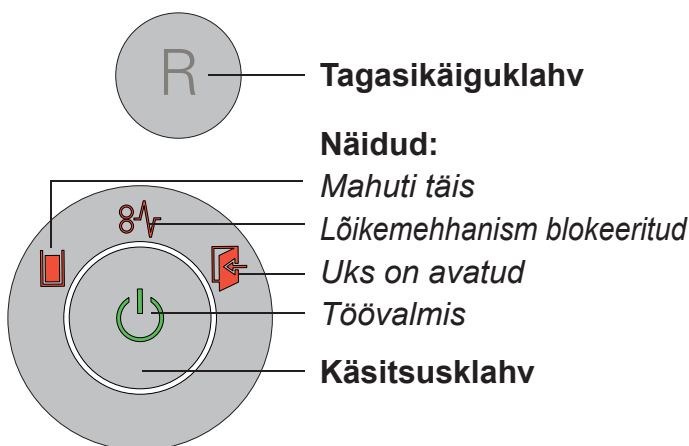 R
Tagasikäiguklahv
Näidud:
Mahuti täis
Lõikemehhanism blokeeritud
Uks on avatud
Töövalmis
Käsitsusklahv